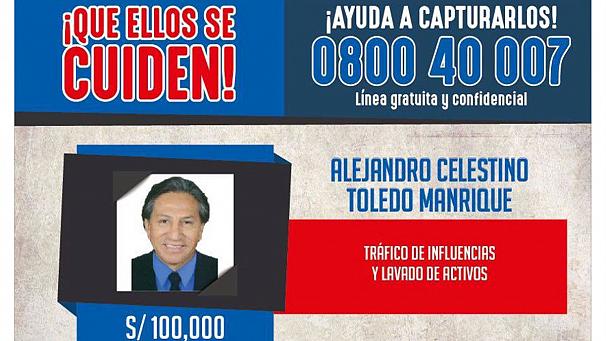 ¡QUE ELLOS SE
CUIDEN!
¡AYUDA A CAPTURARLOS!
0800 40 007
Línea gratuita y confidencial
ALEJANDRO CELESTINO
TOLEDO MANRIQUE
TRÁFICO DE INFLUENCIAS
Y LAVADO DE ACTIVOS
S/ 100,000